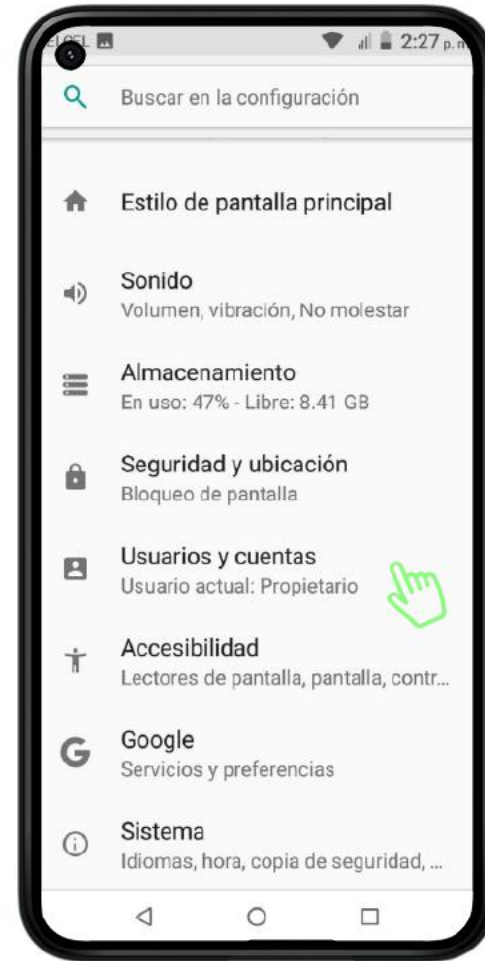 2:27 p.m
Buscar en la configuración
Estilo de pantalla principal
Sonido
Volumen, vibración, No molestar
Almacenamiento
En uso: 47% - Libre: 8.41 GB
Seguridad y ubicación
Bloqueo de pantalla
Usuarios y cuentas
Usuario actual: Propietario
Accesibilidad
Lectores de pantalla, pantalla, contr...
Google
Servicios y preferencias
Sistema
Idiomas, hora, copia de seguridad, ...